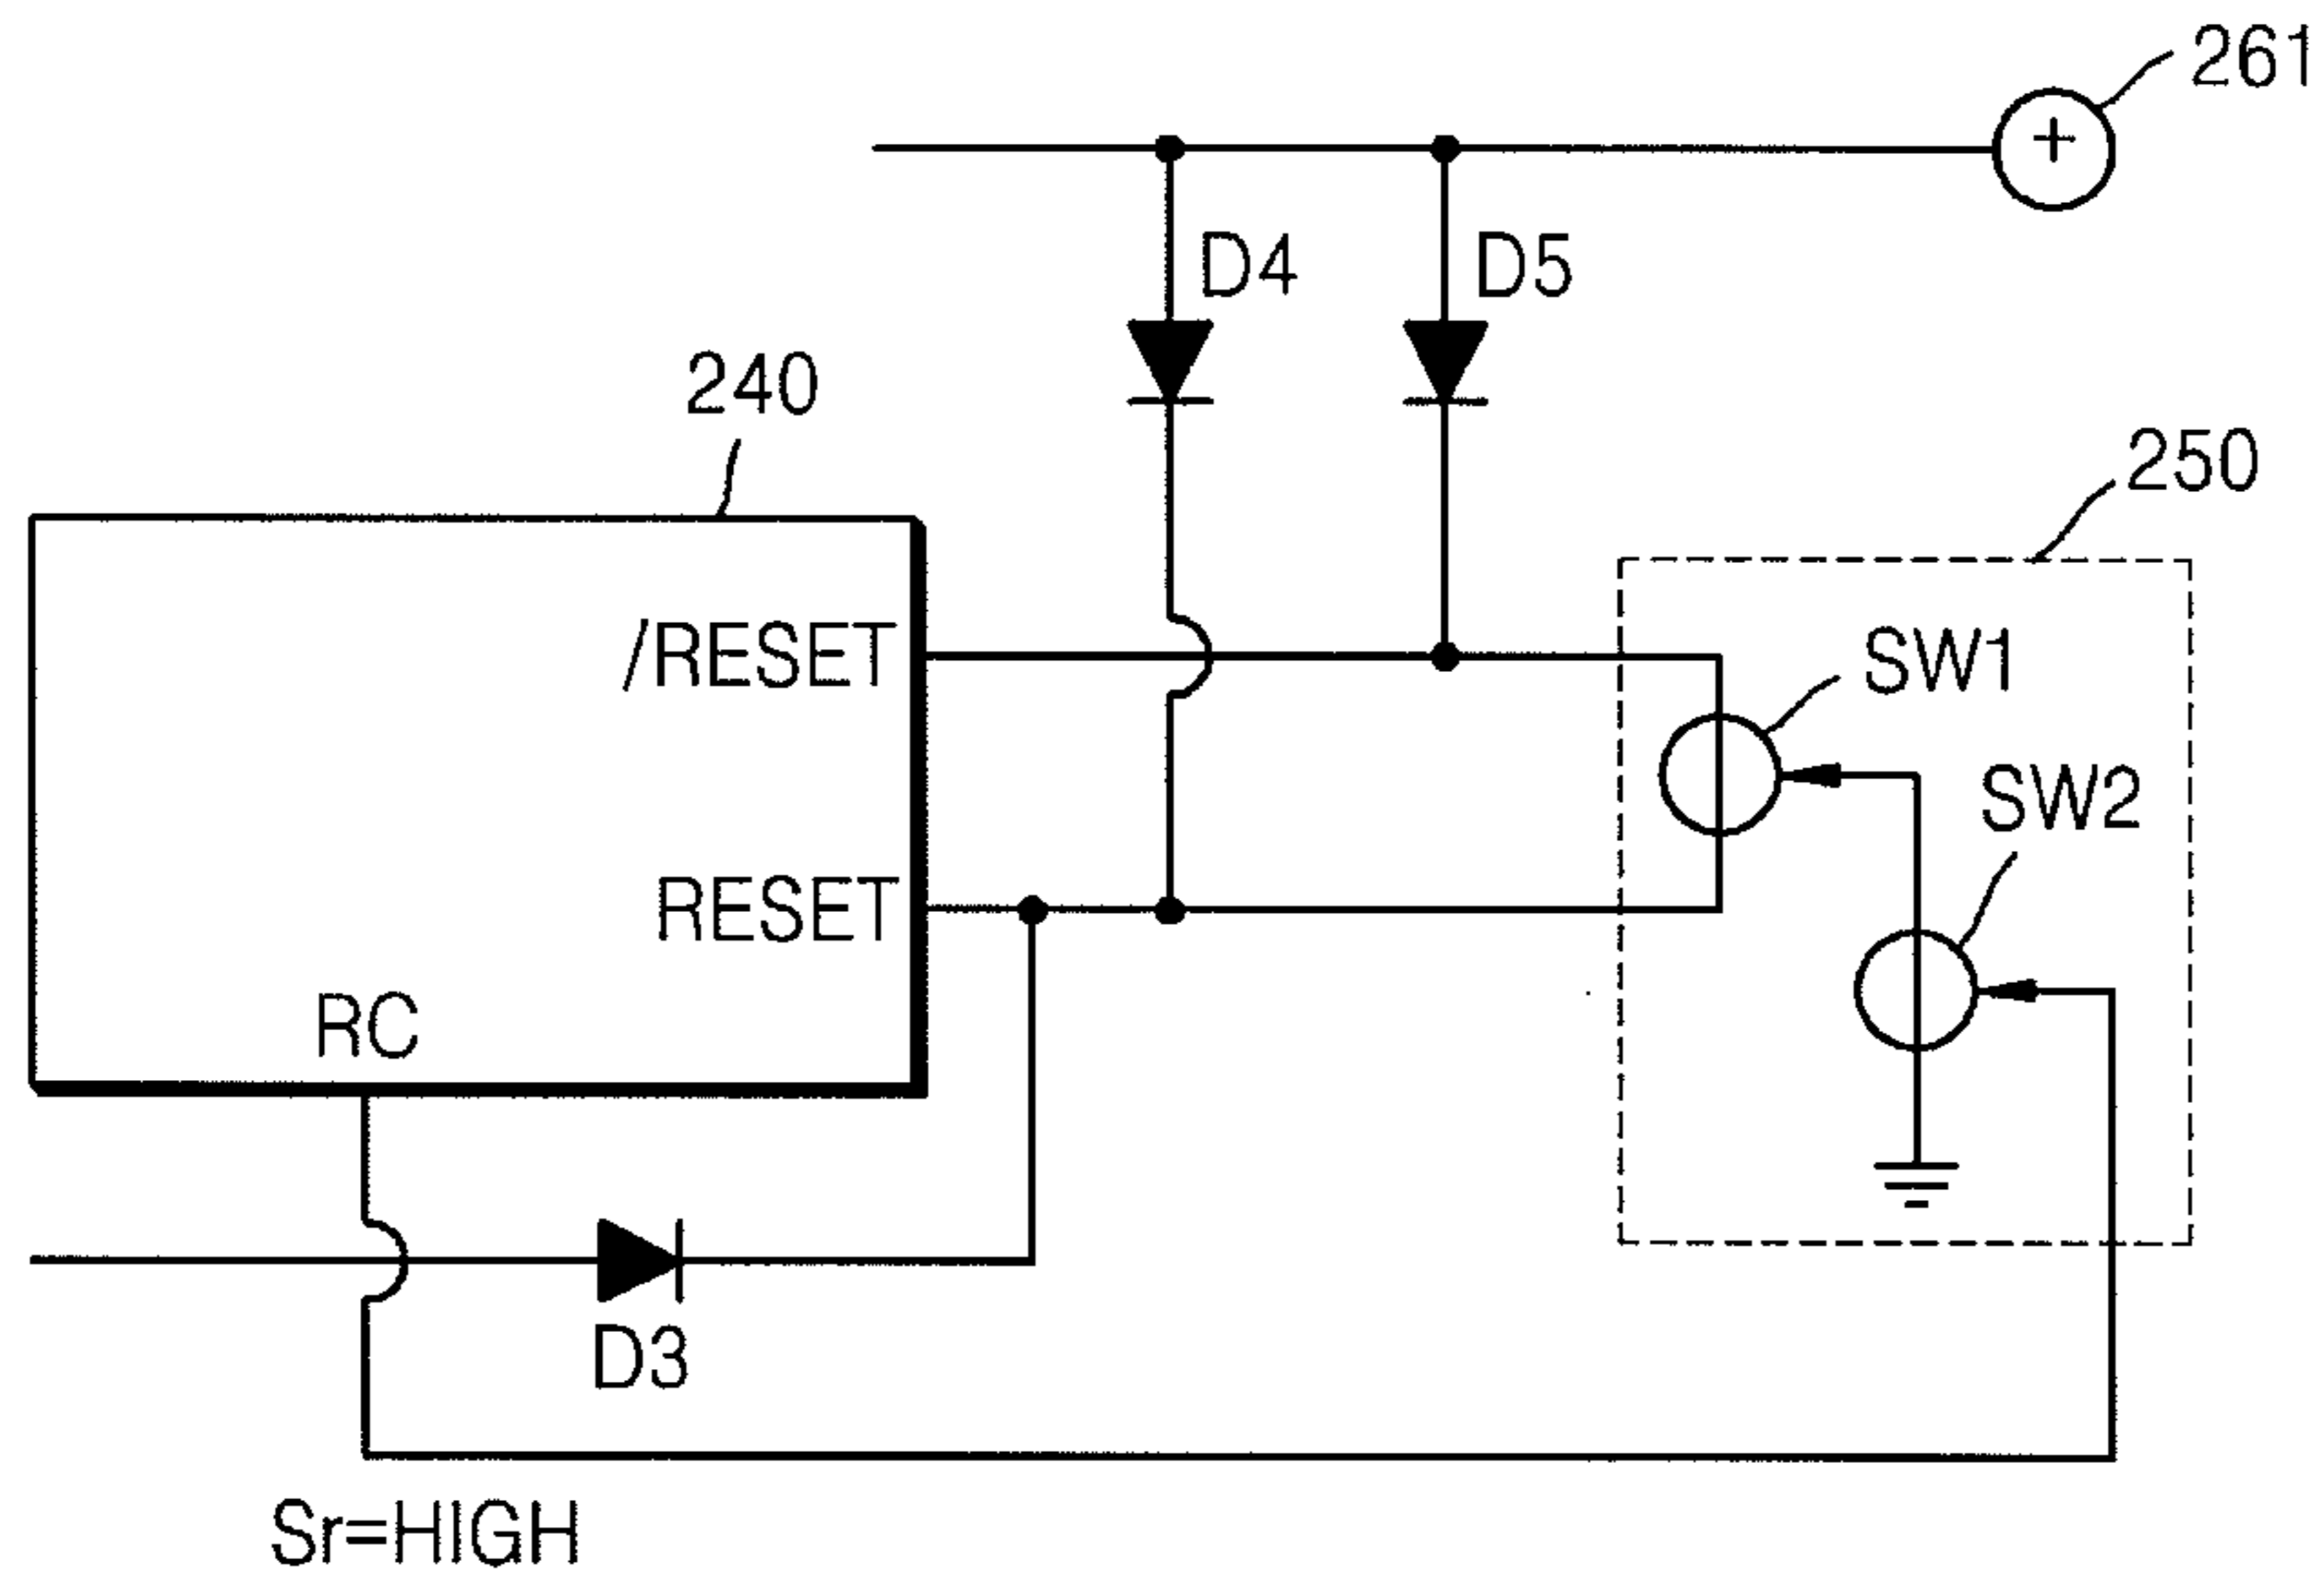 261
+
D4
D5
240
250
/RESET
SW1
SW2
RESET
RC
D3
Sr=HIGH